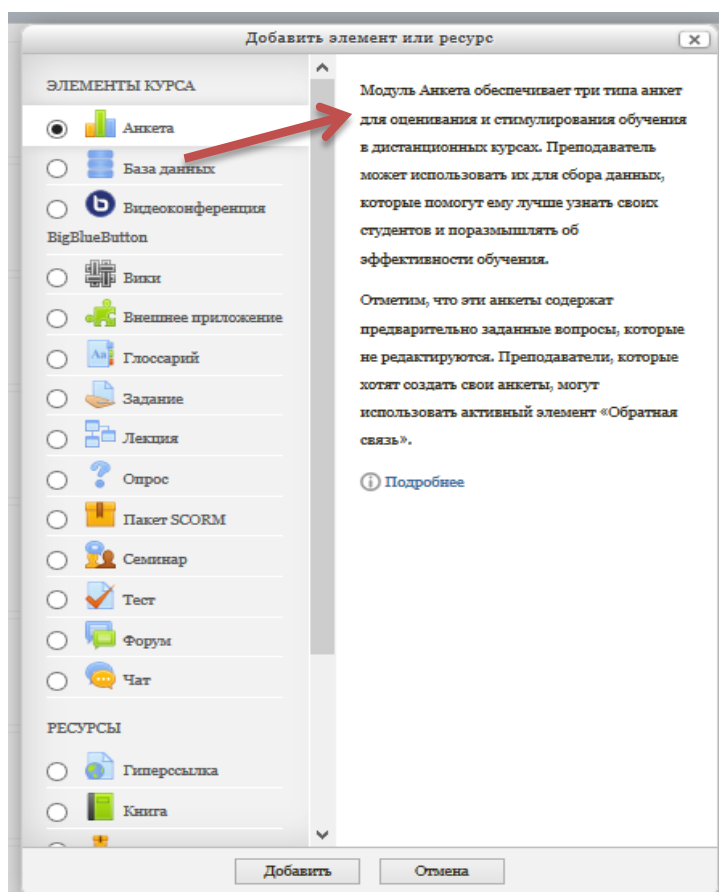 Добавить элемент или ресурс
ЭЛЕМЕНТЫ КУРСА
Анкета
База данных
Видеоконференция
BigBlueButton
Вики
Внешнее приложение
Глоссарий
Задание
Лекция
Опрос
Пакет SCORM
Семинар
Тест
Форум
Чат
РЕСУРСЫ
Гиперссылка
Книга
Модуль Анкета обеспечивает три типа анкет
для оценивания и стимулирования обучения
в дистанционных курсах. Преподаватель
может использовать их для сбора данных,
которые помогут ему лучше узнать своих
студентов и поразмышлять об
эффективности обучения.
Отметим, что эти анкеты содержат
предварительно заданные вопросы, которые
не редактируются. Преподаватели, которые
хотят создать свои анкеты, могут
использовать активный элемент «Обратная
связь».
Подробнее
Добавить
Отмена